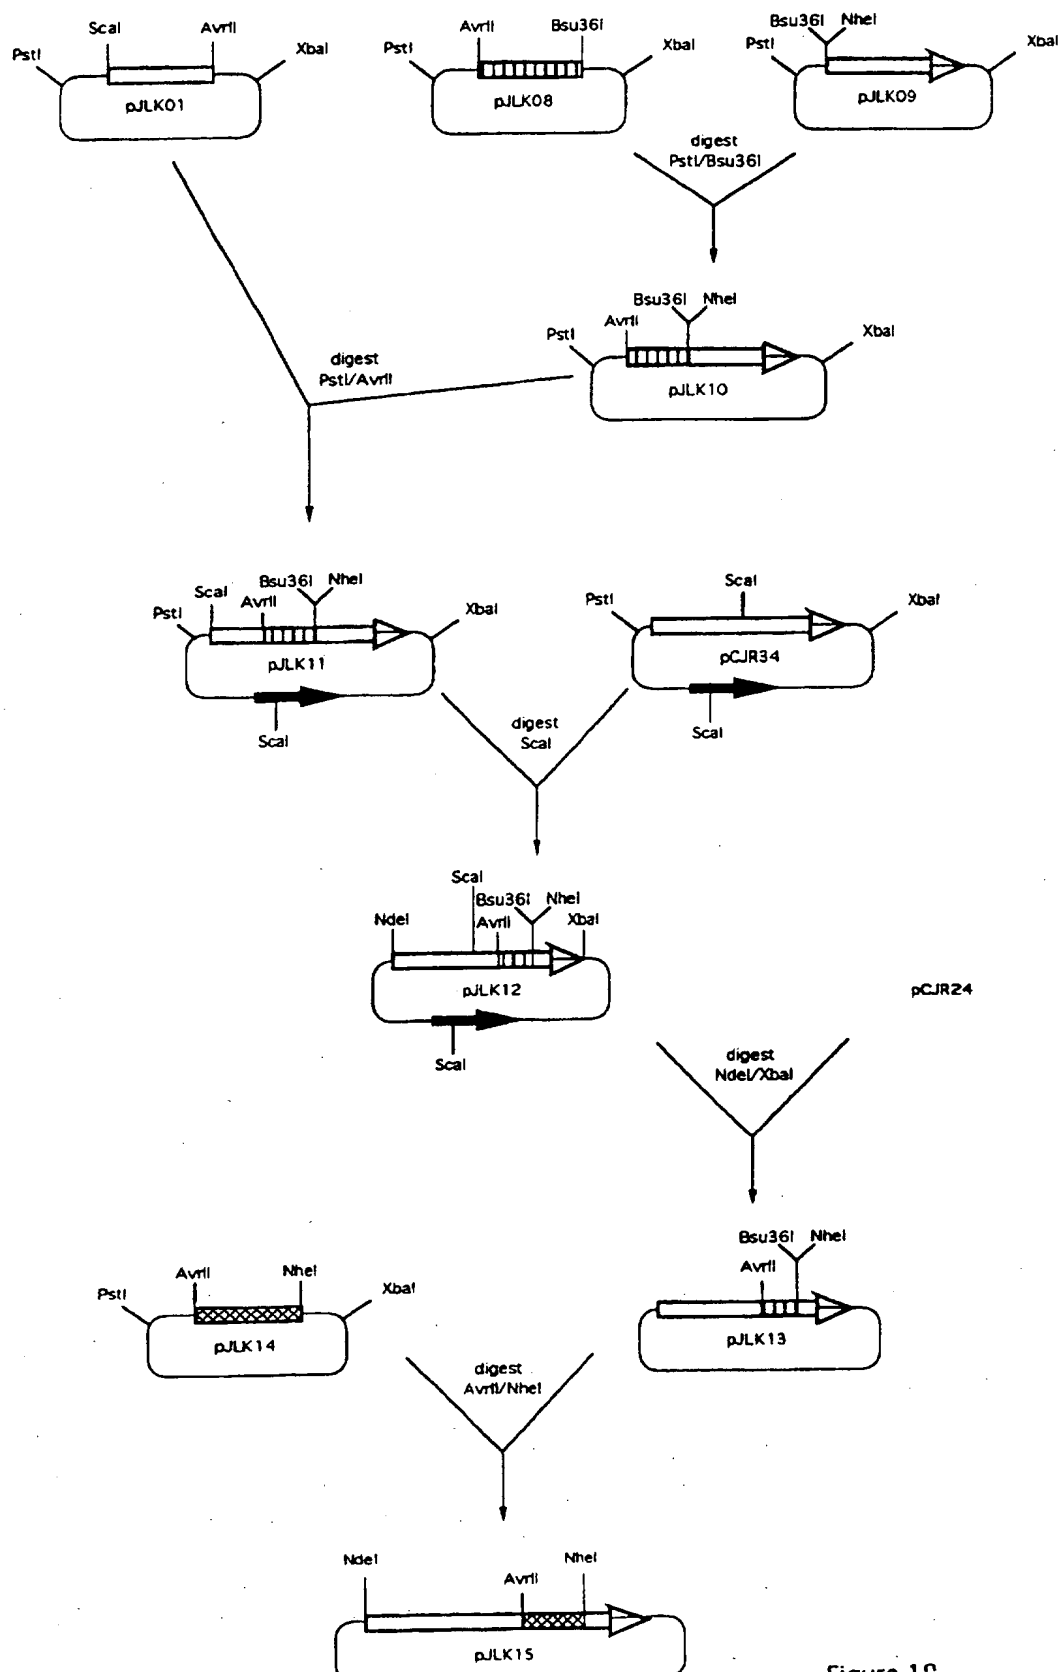 PstI ScaI AvrII XbaI
pJLK01
PstI AvrII Bsu36I XbaI
pJLK08
PstI Bsu36I NheI XbaI
pJLK09
digest
PstI/Bsu36I
PstI AvrII Bsu36I NheI XbaI
pJLK10
digest
PstI/AvrII
PstI ScaI AvrII Bsu36I NheI XbaI
pJLK11
ScaI
PstI ScaI XbaI
pCJR34
ScaI
digest
ScaI
NdeI ScaI AvrII Bsu36I NheI XbaI
pJLK12
ScaI
pCJR24
digest
NdeI/XbaI
AvrII Bsu36I NheI
pJLK13
PstI AvrII NheI XbaI
pJLK14
digest
AvrII/NheI
NdeI AvrII NheI
pJLK15